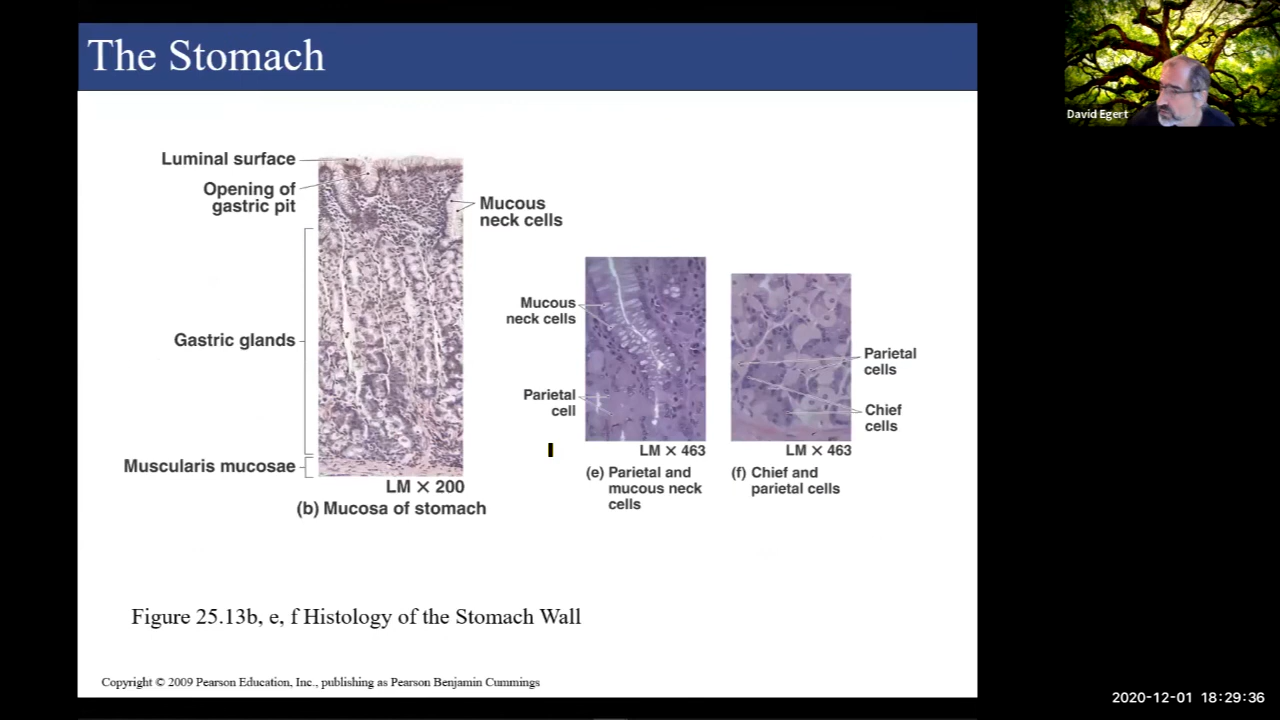 The Stomach
David Egert
Luminal surface
Opening of
gastric pit
Mucous
neck cells
Gastric glands
Muscularis mucosae
LM × 200
(b) Mucosa of stomach
Mucous
neck cells
Parietal
cell
LM × 463
(e) Parietal and
mucous neck
cells
Parietal
cells
Chief
cells
LM × 463
(f) Chief and
parietal cells
Figure 25.13b, e, f Histology of the Stomach Wall
Copyright © 2009 Pearson Education, Inc., publishing as Pearson Benjamin Cummings
2020-12-01 18:29:36